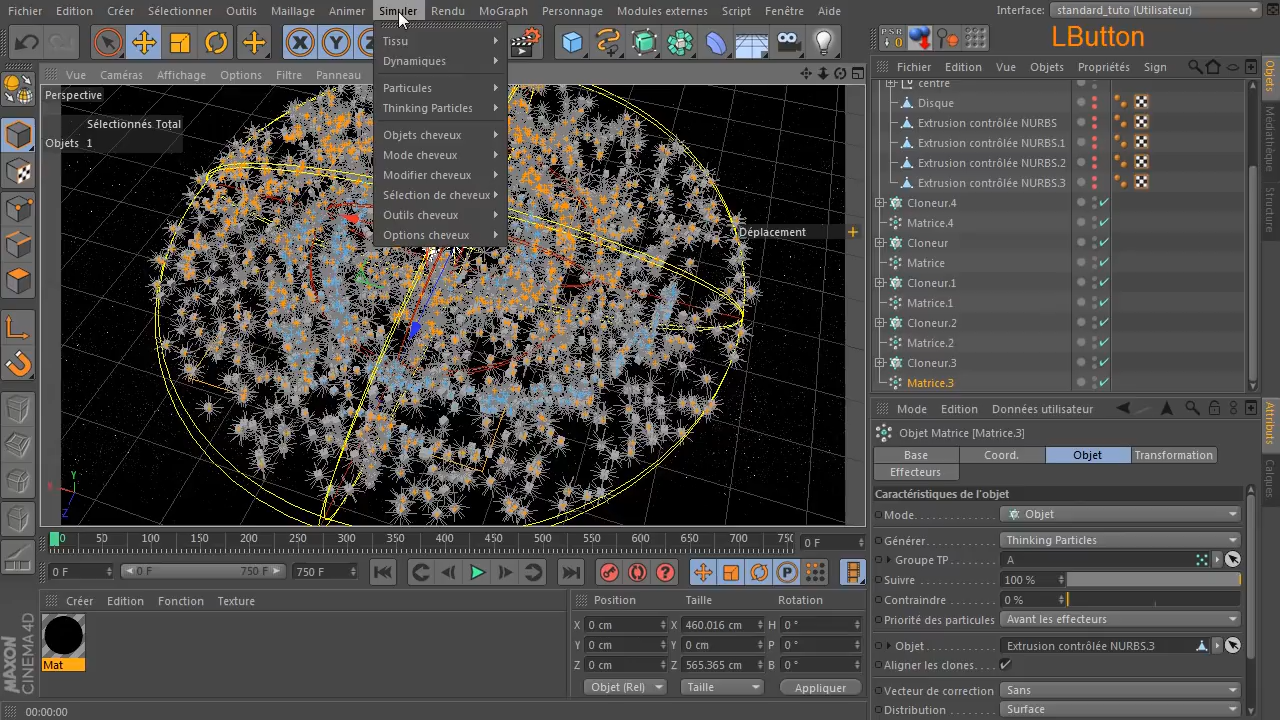 Fichier Edition Créer Sélectionner Outils Maillage Animer Simuler Rendu MoGraph Personnage Modules externes Script Fenêtre Aide Interface: standard_tuto (Utilisateur)
LButton
X Y Z PSR 0
Vue Caméras Affichage Options Filtre Panneau
Perspective
Sélectionnés Total
Objets 1
Tissu
Dynamiques
Particules
Thinking Particles
Objets cheveux
Mode cheveux
Modifier cheveux
Sélection de cheveux
Outils cheveux
Options cheveux
Déplacement
Y
X
Z
Fichier Edition Vue Objets Propriétés Sign
centre
Disque
Extrusion contrôlée NURBS
Extrusion contrôlée NURBS.1
Extrusion contrôlée NURBS.2
Extrusion contrôlée NURBS.3
Cloneur.4
Matrice.4
Cloneur
Matrice
Cloneur.1
Matrice.1
Cloneur.2
Matrice.2
Cloneur.3
Matrice.3
Objets
Attributs
Calques
Mode Edition Données utilisateur
Objet Matrice [Matrice.3]
Base Coord. Objet Transformation
Effecteurs
Caractéristiques de l'objet
Mode Objet
Générer Thinking Particles
Groupe TP A
Suivre 100 %
Contraindre 0 %
Priorité des particules Avant les effecteurs
Objet Extrusion contrôlée NURBS.3
Aligner les clones
Vecteur de correction Sans
Distribution Surface
0 50 100 150 200 250 300 350 400 450 500 550 600 650 700 750 0 F
0 F 0 F 750 F 750 F
Créer Edition Fonction Texture
Mat
Position Taille Rotation
X 0 cm X 460.016 cm H 0 °
Y 0 cm Y 0 cm P 0 °
Z 0 cm Z 565.365 cm B 0 °
Objet (Rel) Taille Appliquer
MAXON
CINEMA 4D
00:00:00